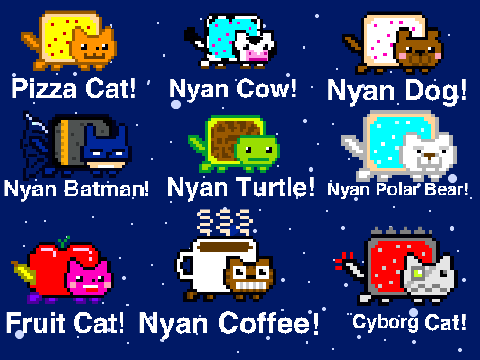 Pizza Cat! Nyan Cow! Nyan Dog!
Nyan Batman! Nyan Turtle! Nyan Polar Bear!
Fruit Cat! Nyan Coffee! Cyborg Cat!